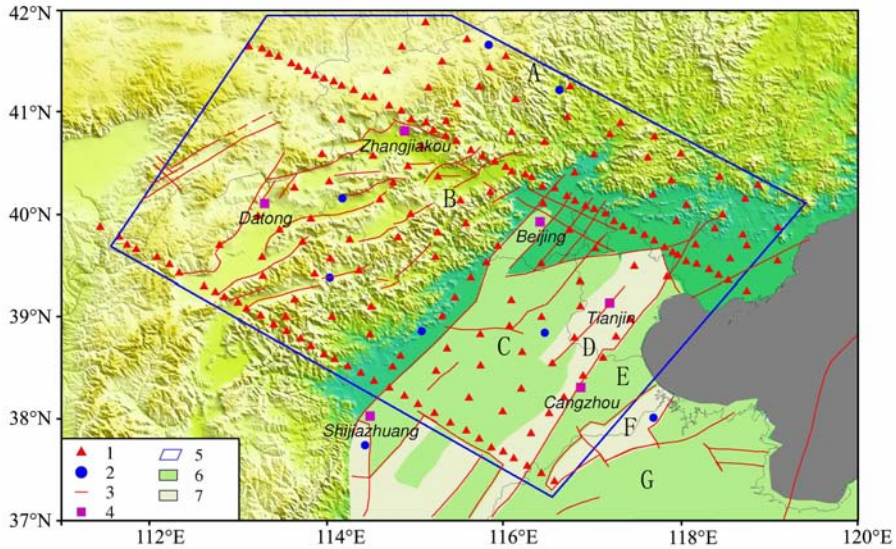 42°N
A
41°N
Zhangjiakou
B
40°N
Datong
Beijing
39°N
Tianjin
C
D
E
Cangzhou
38°N
Shijiazhuang
F
G
1
5
2
6
3
7
4
37°N
112°E
114°E
116°E
118°E
120°E